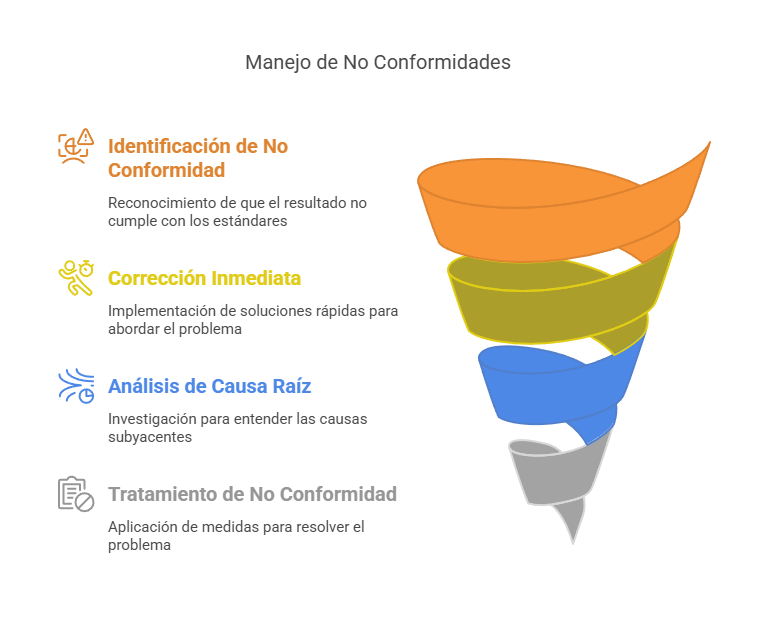 Manejo de No Conformidades
Identificación de No
Conformidad
Reconocimiento de que el resultado no
cumple con los estándares
Corrección Inmediata
Implementación de soluciones rápidas para
abordar el problema
Análisis de Causa Raíz
Investigación para entender las causas
subyacentes
Tratamiento de No Conformidad
Aplicación de medidas para resolver el
problema